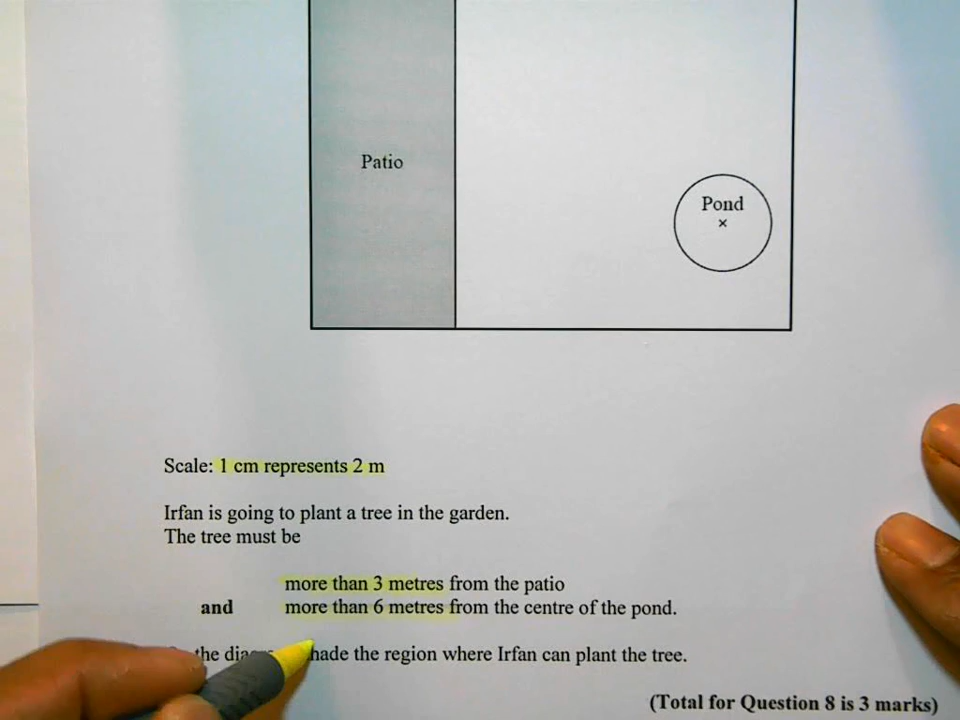 Patio
Pond
×
Scale: 1 cm represents 2 m
Irfan is going to plant a tree in the garden.
The tree must be
more than 3 metres from the patio
and more than 6 metres from the centre of the pond.
the shade the region where Irfan can plant the tree.
(Total for Question 8 is 3 marks)